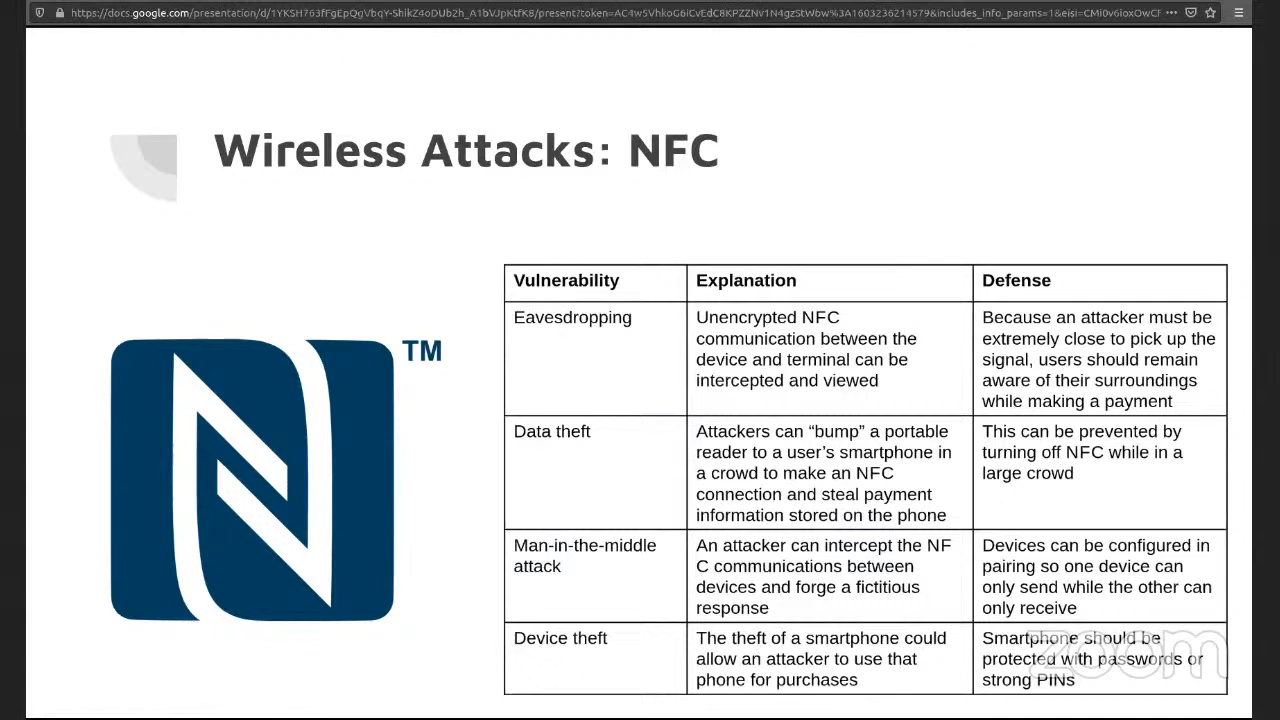 Wireless Attacks: NFC
TM
Vulnerability
Explanation
Defense
Eavesdropping
Unencrypted NFC
communication between the
device and terminal can be
intercepted and viewed
Because an attacker must be
extremely close to pick up the
signal, users should remain
aware of their surroundings
while making a payment
Data theft
Attackers can “bump” a portable
reader to a user’s smartphone in
a crowd to make an NFC
connection and steal payment
information stored on the phone
This can be prevented by
turning off NFC while in a
large crowd
Man-in-the-middle
attack
An attacker can intercept the NF
C communications between
devices and forge a fictitious
response
Devices can be configured in
pairing so one device can
only send while the other can
only receive
Device theft
The theft of a smartphone could
allow an attacker to use that
phone for purchases
Smartphone should be
protected with passwords or
strong PINs
zoom